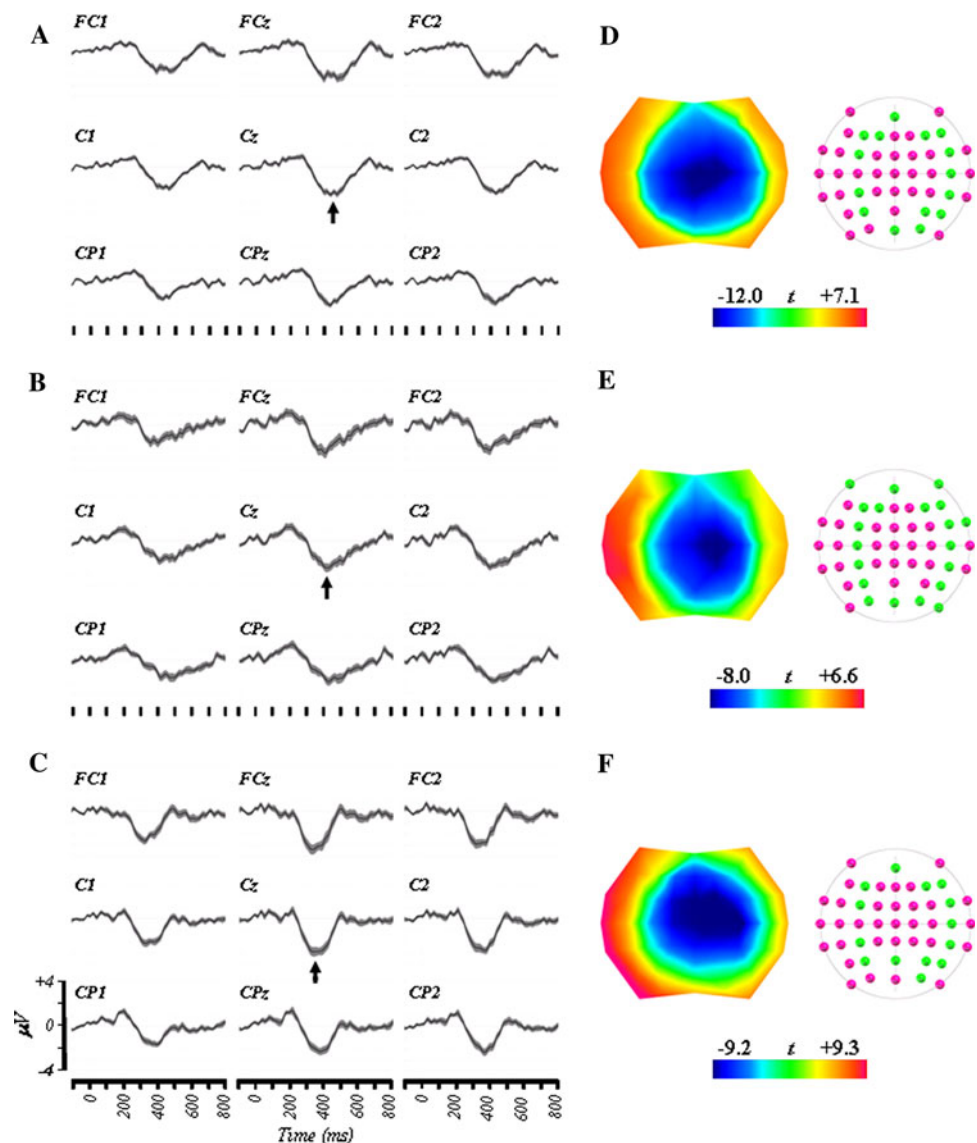 A
FC1 FCz FC2
C1 Cz C2
CP1 CPz CP2
D
-12.0 t +7.1
B
FC1 FCz FC2
C1 Cz C2
CP1 CPz CP2
E
-8.0 t +6.6
C
FC1 FCz FC2
C1 Cz C2
CP1 CPz CP2
+4
0
-4
μV
0 200 400 600 800 0 200 400 600 800 0 200 400 600 800
Time (ms)
F
-9.2 t +9.3